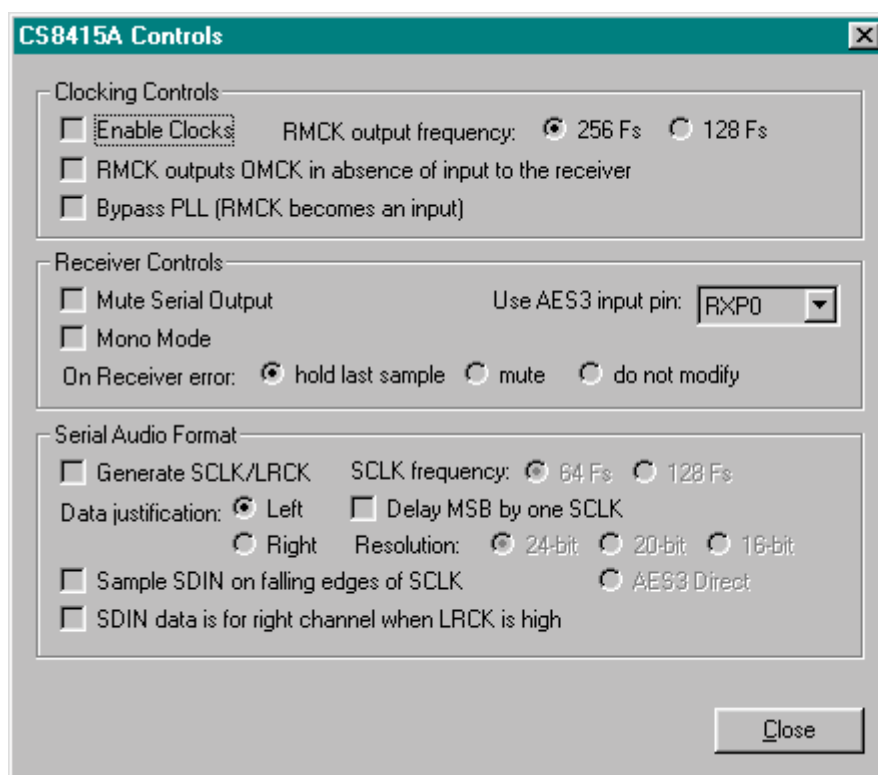 CS8415A Controls
Clocking Controls
Enable Clocks RMCK output frequency: 256 Fs 128 Fs
RMCK outputs OMCK in absence of input to the receiver
Bypass PLL (RMCK becomes an input)
Receiver Controls
Mute Serial Output Use AES3 input pin: RXP0
Mono Mode
On Receiver error: hold last sample mute do not modify
Serial Audio Format
Generate SCLK/LRCK SCLK frequency: 64 Fs 128 Fs
Data justification: Left Delay MSB by one SCLK
Right Resolution: 24-bit 20-bit 16-bit
Sample SDIN on falling edges of SCLK AES3 Direct
SDIN data is for right channel when LRCK is high
Close